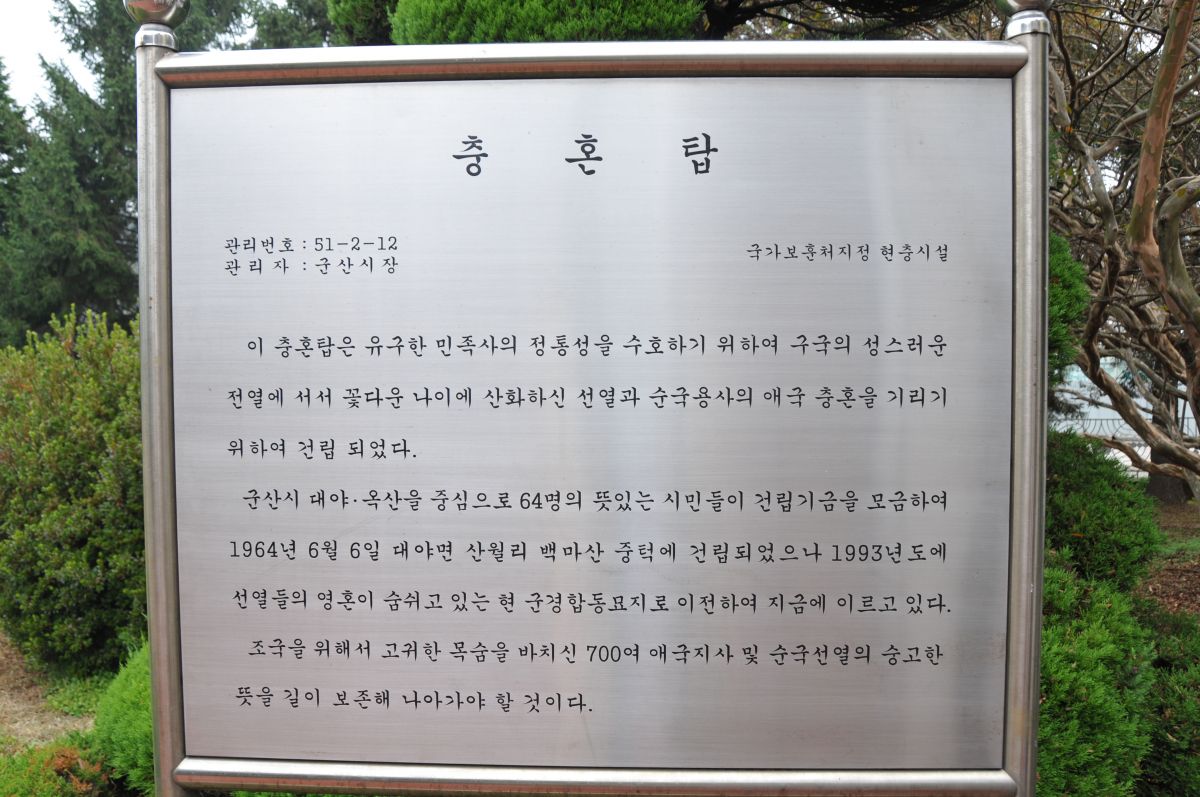 충 혼 탑
관리번호 : 51-2-12
관 리 자 : 군산시장
국가보훈처지정 현충시설
이 충혼탑은 유구한 민족사의 정통성을 수호하기 위하여 구국의 성스러운
전열에 서서 꽃다운 나이에 산화하신 선열과 순국용사의 애국 충혼을 기리기
위하여 건립 되었다.
군산시 대야·옥산을 중심으로 64명의 뜻있는 시민들이 건립기금을 모금하여
1964년 6월 6일 대야면 산월리 백마산 중턱에 건립되었으나 1993년도에
선열들의 영혼이 숨쉬고 있는 현 군경합동묘지로 이전하여 지금에 이르고 있다.
조국을 위해서 고귀한 목숨을 바치신 700여 애국지사 및 순국선열의 숭고한
뜻을 길이 보존해 나아가야 할 것이다.